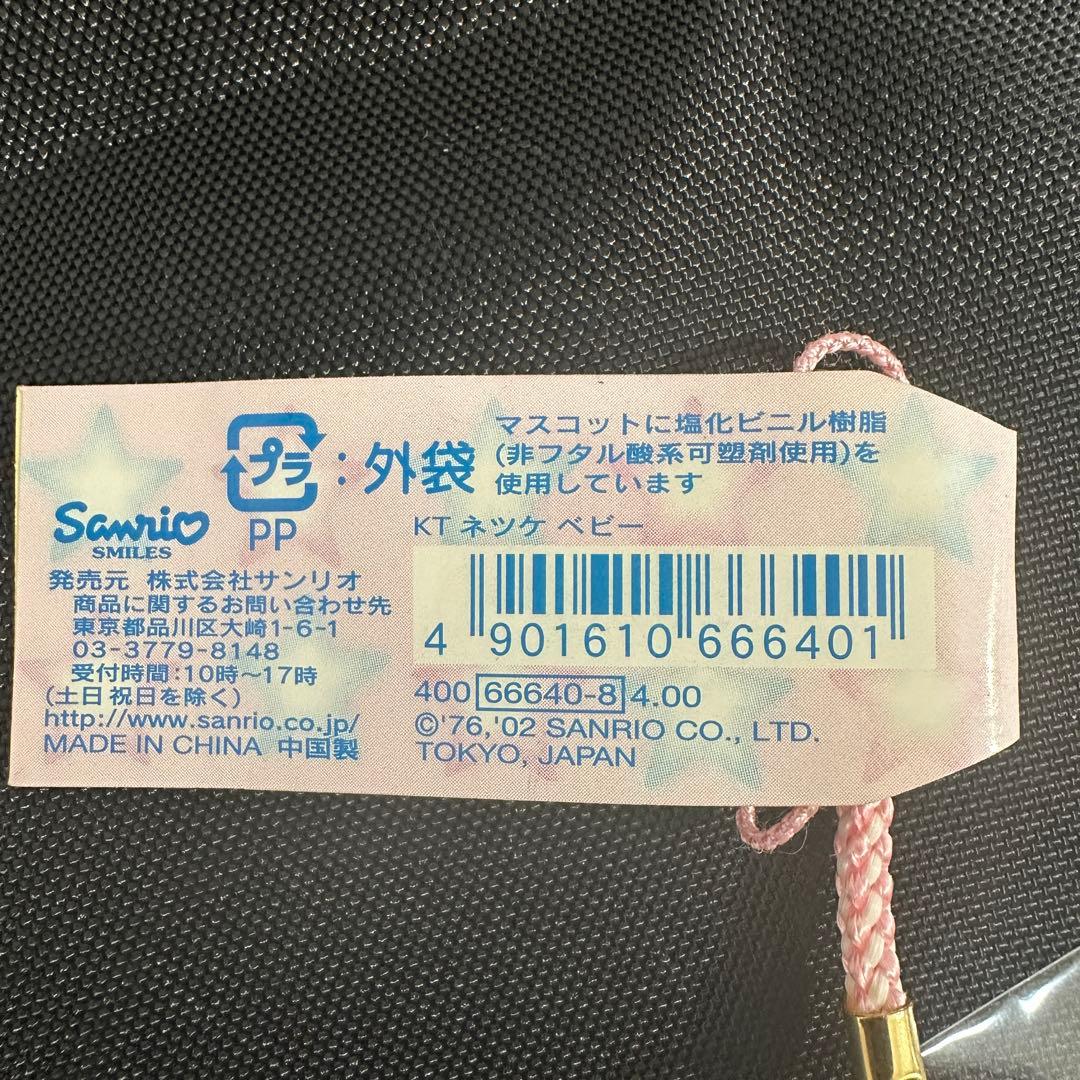 プラ
PP
:外袋
マスコットに塩化ビニル樹脂
(非フタル酸系可塑剤使用)を
使用しています
Sanrio
SMILES
発売元 株式会社サンリオ
商品に関するお問い合わせ先
東京都品川区大崎1-6-1
03-3779-8148
受付時間:10時～17時
(土日祝日を除く)
http://www.sanrio.co.jp/
MADE IN CHINA 中国製
KT ネツケ ベビー
4 901610 666401
400 66640-8 4.00
©'76,'02 SANRIO CO., LTD.
TOKYO, JAPAN